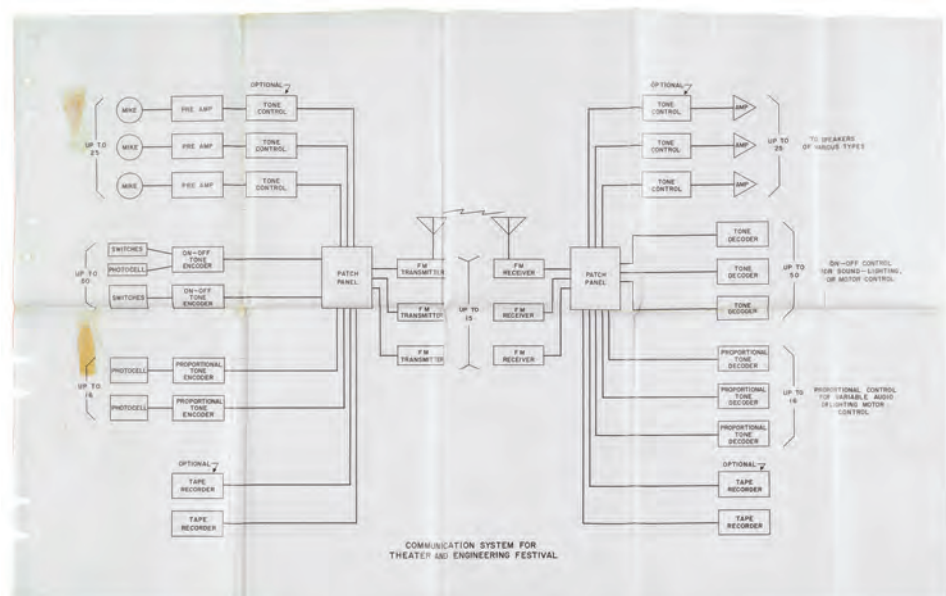 OPTIONAL
MIKE
PRE AMP
TONE
CONTROL
MIKE
PRE AMP
TONE
CONTROL
MIKE
PRE AMP
TONE
CONTROL
UP TO
25
SWITCHES
PHOTOCELL
ON-OFF
TONE
ENCODER
SWITCHES
ON-OFF
TONE
ENCODER
UP TO
50
PHOTOCELL
PROPORTIONAL
TONE
ENCODER
PHOTOCELL
PROPORTIONAL
TONE
ENCODER
UP TO
16
OPTIONAL
TAPE
RECORDER
TAPE
RECORDER
PATCH
PANEL
FM
TRANSMITTER
FM
TRANSMITTER
FM
TRANSMITTER
UP TO
15
FM
RECEIVER
FM
RECEIVER
FM
RECEIVER
PATCH
PANEL
OPTIONAL
TONE
CONTROL
AMP
TONE
CONTROL
AMP
TONE
CONTROL
AMP
UP TO
25
TO SPEAKERS
OF VARIOUS TYPES
TONE
DECODER
TONE
DECODER
TONE
DECODER
UP TO
50
ON-OFF CONTROL
FOR SOUND-LIGHTING,
OR MOTOR CONTROL
PROPORTIONAL
TONE
DECODER
PROPORTIONAL
TONE
DECODER
PROPORTIONAL
TONE
DECODER
UP TO
16
PROPORTIONAL CONTROL
FOR VARIABLE AUDIO
LIGHTING MOTOR
CONTROL
OPTIONAL
TAPE
RECORDER
TAPE
RECORDER
COMMUNICATION SYSTEM FOR
THEATER AND ENGINEERING FESTIVAL